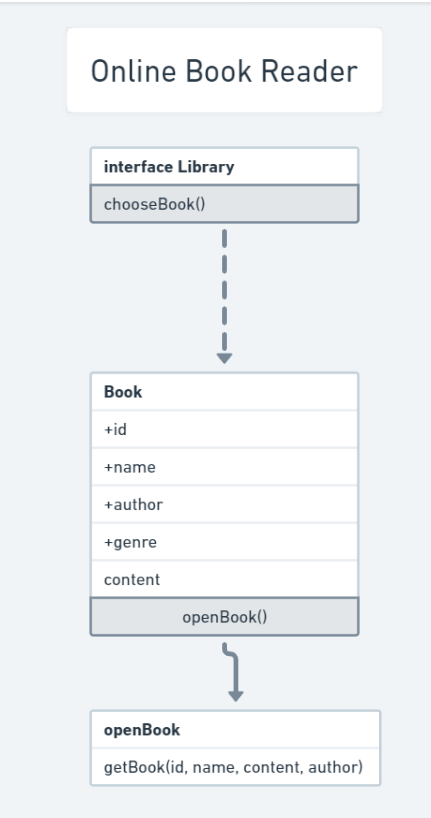 Online Book Reader
interface Library
chooseBook()
Book
+id
+name
+author
+genre
content
openBook()
openBook
getBook(id, name, content, author)